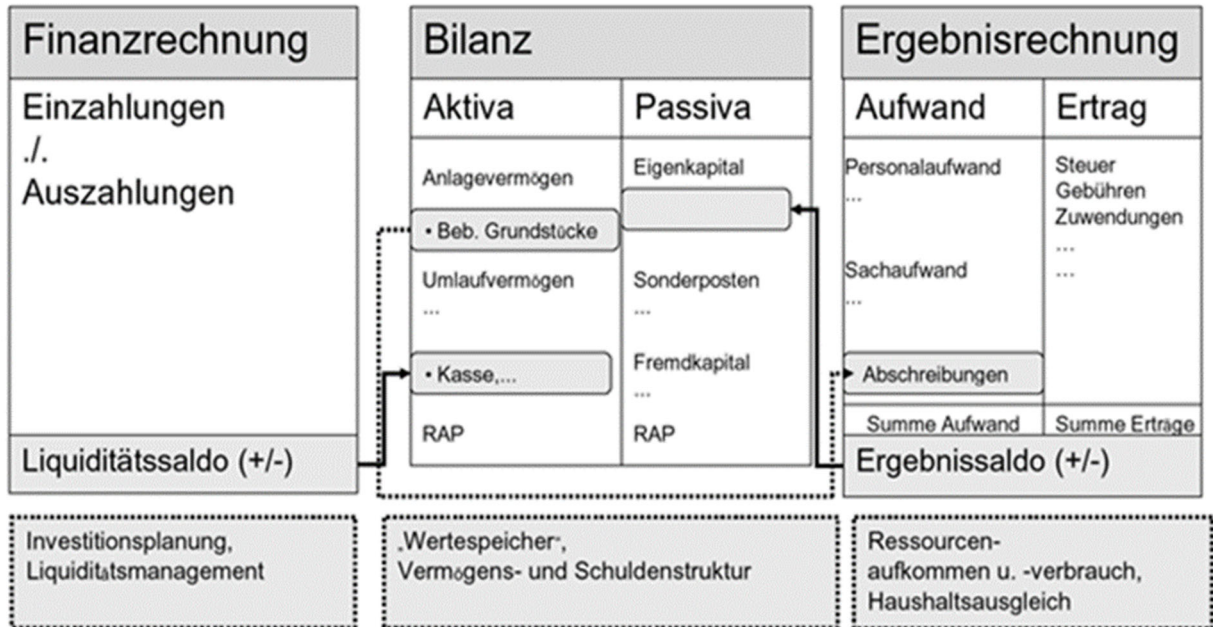 Finanzrechnung
Einzahlungen
./.
Auszahlungen
Liquiditätssaldo (+/-)
Investitionsplanung,
Liquiditätsmanagement
Bilanz
Aktiva
Anlagevermögen
• Beb. Grundstücke
Umlaufvermögen
...
• Kasse,...
RAP
Passiva
Eigenkapital
Sonderposten
...
Fremdkapital
...
RAP
„Wertespeicher“,
Vermögens- und Schuldenstruktur
Ergebnisrechnung
Aufwand
Personalaufwand
...
Sachaufwand
...
Abschreibungen
Summe Aufwand
Ertrag
Steuer
Gebühren
Zuwendungen
...
...
Summe Erträge
Ergebnissaldo (+/-)
Ressourcen-
aufkommen u. -verbrauch,
Haushaltsausgleich